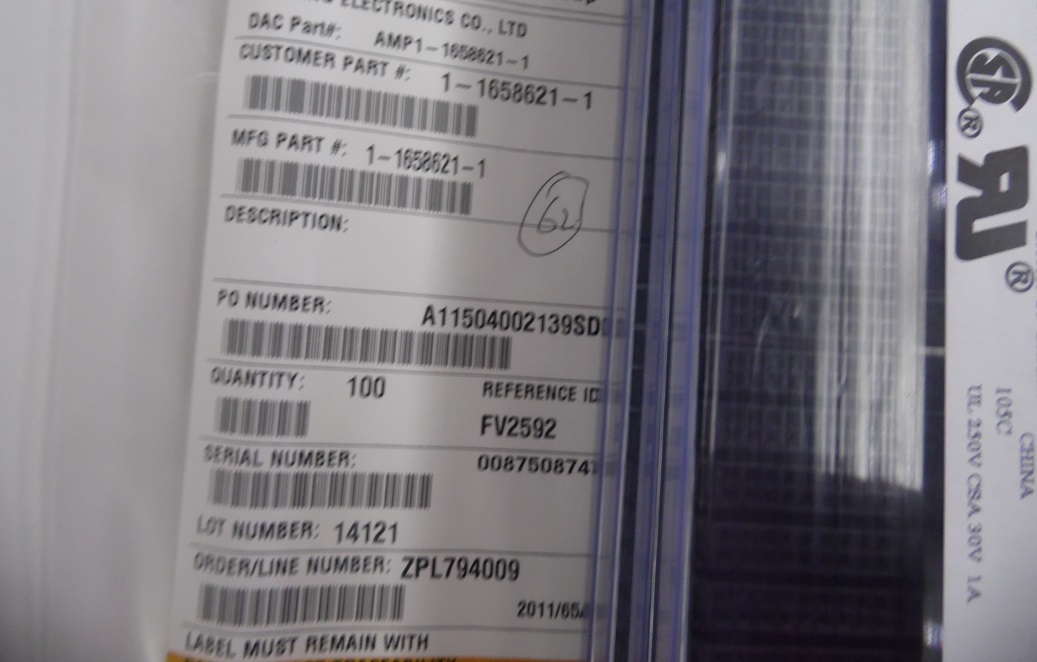 ELECTRONICS CO., LTD
DAC Part#: AMP1-1658621-1
CUSTOMER PART #: 1-1658621-1
MFG PART #: 1-1658621-1
62
DESCRIPTION:
PO NUMBER: A11504002139SD
QUANTITY: 100 REFERENCE ID
FV2592
SERIAL NUMBER: 008750874
LOT NUMBER: 14121
ORDER/LINE NUMBER: ZPL794009
2011/65/
LABEL MUST REMAIN WITH
®
®
CHINA
105C
UL 250V CSA 30V 1A